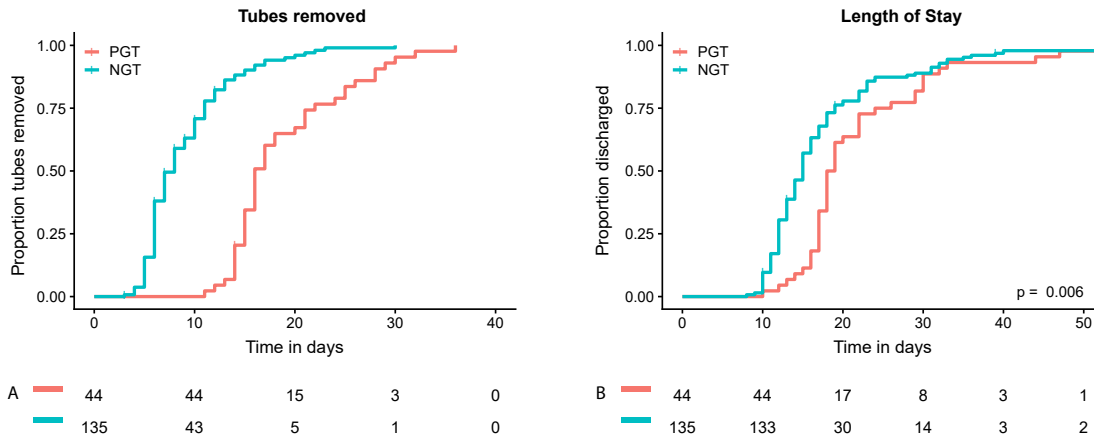 Tubes removed
PGT
NGT
1.00
0.75
0.50
0.25
0.00
Proportion tubes removed
0 10 20 30 40
Time in days
A 44 44 15 3 0
135 43 5 1 0
Length of Stay
PGT
NGT
1.00
0.75
0.50
0.25
0.00
Proportion discharged
p = 0.006
0 10 20 30 40 50
Time in days
B 44 44 17 8 3 1
135 133 30 14 3 2